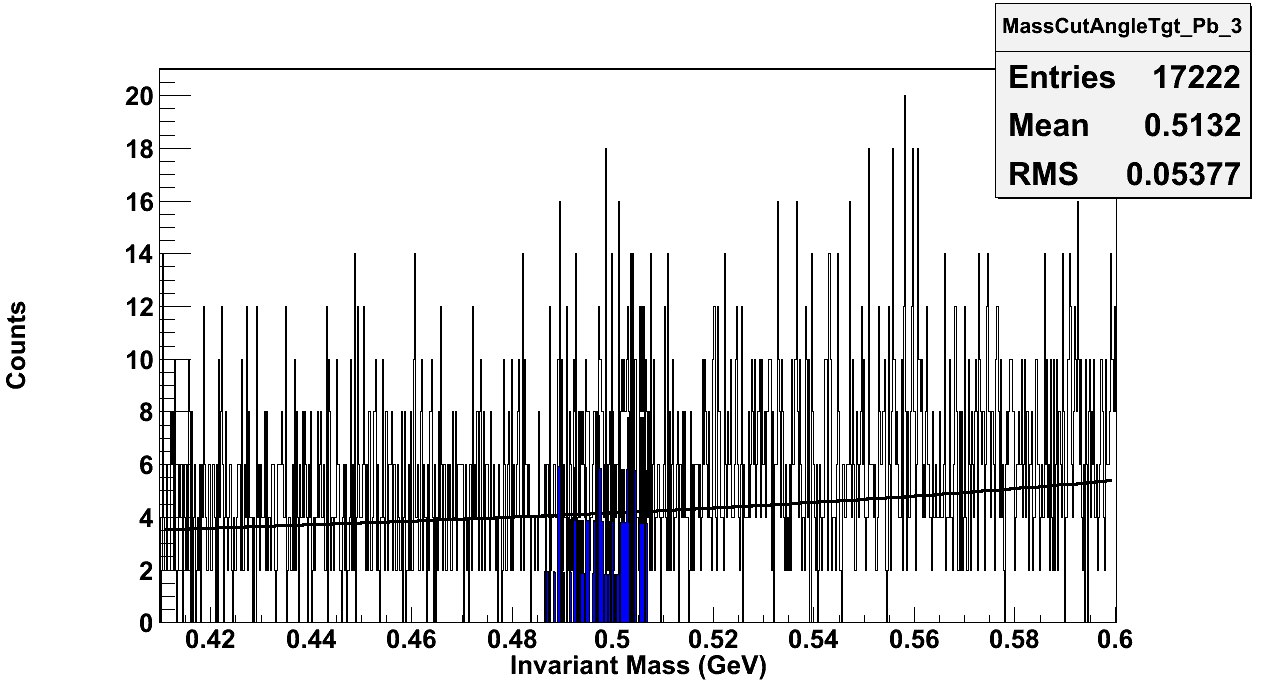 MassCutAngleTgt_Pb_3
Entries 17222
Mean 0.5132
RMS 0.05377
20
18
16
14
12
10
8
6
4
2
0
Counts
0.42 0.44 0.46 0.48 0.5 0.52 0.54 0.56 0.58 0.6
Invariant Mass (GeV)